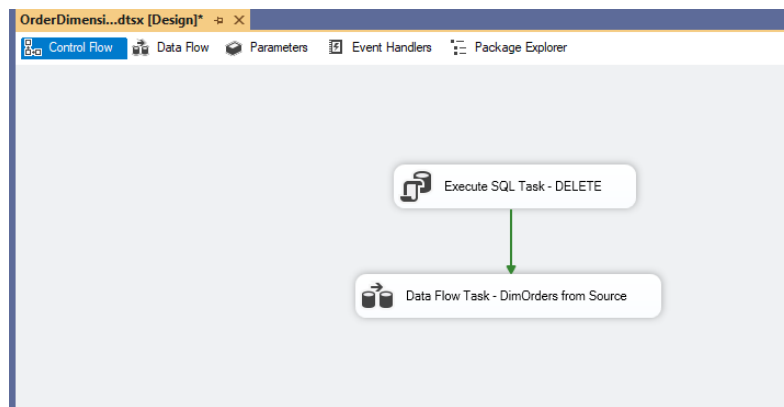 OrderDimensi...dtsx [Design]*
Control Flow Data Flow Parameters Event Handlers Package Explorer
Execute SQL Task - DELETE
Data Flow Task - DimOrders from Source